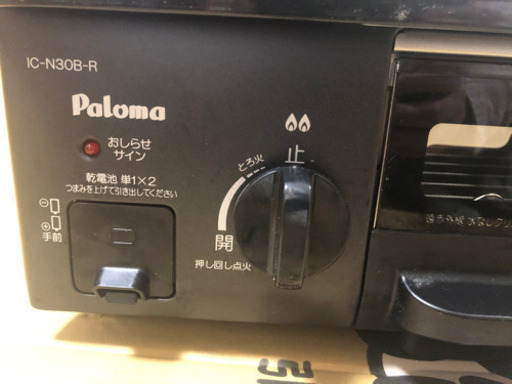 IC-N30B-R
Paloma
おしらせ
サイン
乾電池 単1×2
つまみを上げて引き出してください
手前
とろ火
止
開
押し回し点火